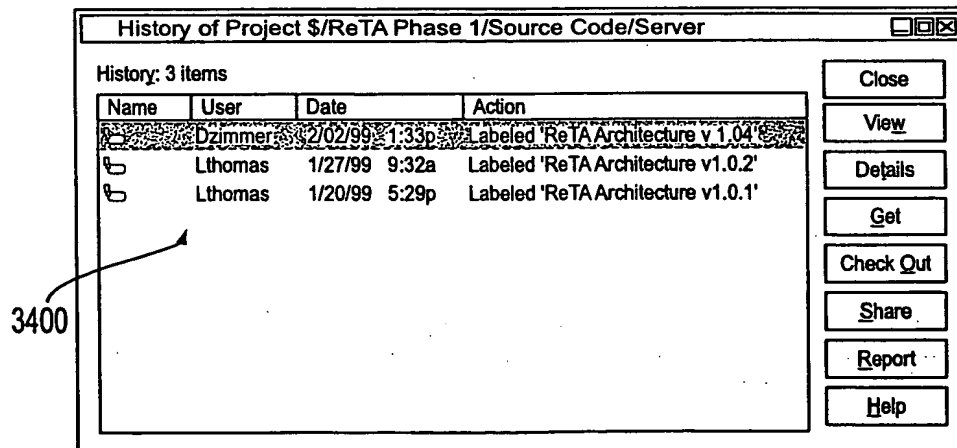 History of Project $/ReTA Phase 1/Source Code/Server
History: 3 items
Name User Date Action
Dzimmer 2/02/99 1:33p Labeled 'ReTA Architecture v 1.04'
Lthomas 1/27/99 9:32a Labeled 'ReTA Architecture v1.0.2'
Lthomas 1/20/99 5:29p Labeled 'ReTA Architecture v1.0.1'
Close
View
Details
Get
Check Out
Share
Report
Help
3400